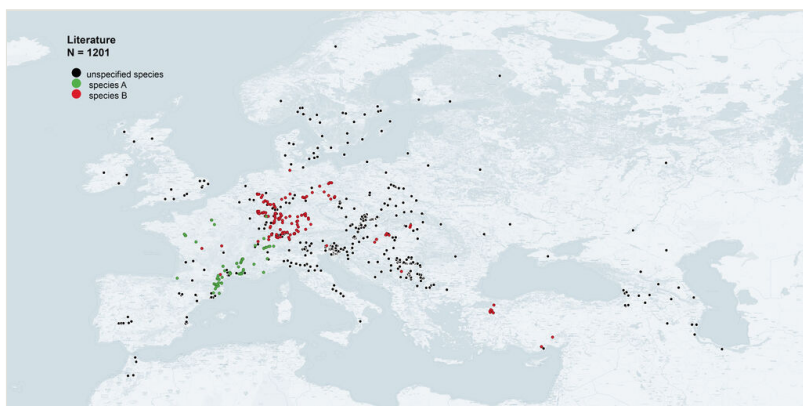 Literature
N = 1201
unspecified species
species A
species B